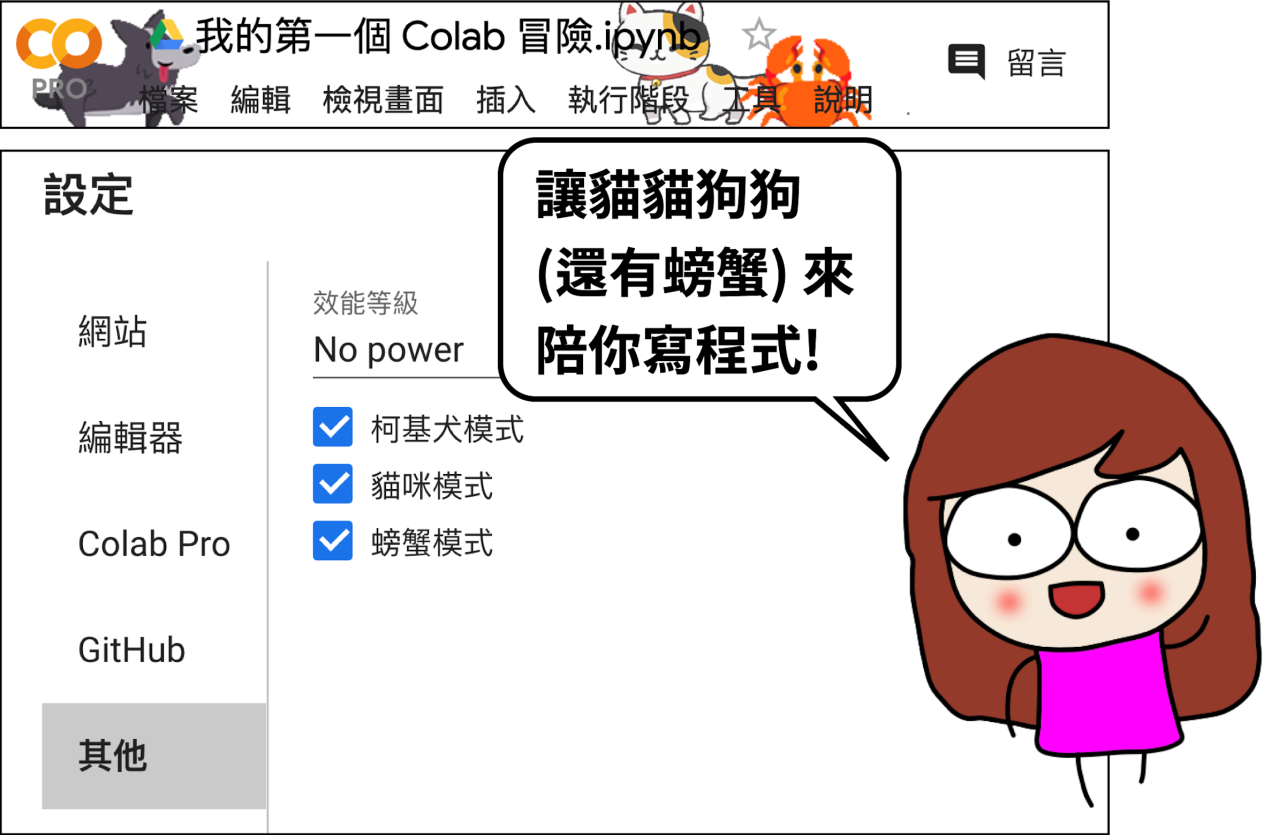 我的第一個 Colab 冒險.ipynb
PRO
檔案 編輯 檢視畫面 插入 執行階段 工具 說明
留言
設定
網站
編輯器
Colab Pro
GitHub
其他
效能等級
No power
柯基犬模式
貓咪模式
螃蟹模式
讓貓貓狗狗
(還有螃蟹) 來
陪你寫程式!